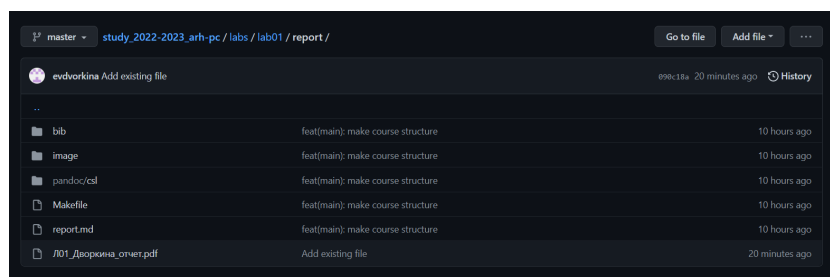 master study_2022-2023_arh-pc / labs / lab01 / report / Go to file Add file ...
evdvorkina Add existing file 090c18a 20 minutes ago History
..
bib feat(main): make course structure 10 hours ago
image feat(main): make course structure 10 hours ago
pandoc/csl feat(main): make course structure 10 hours ago
Makefile feat(main): make course structure 10 hours ago
report.md feat(main): make course structure 10 hours ago
Л01_Дворкина_отчет.pdf Add existing file 20 minutes ago